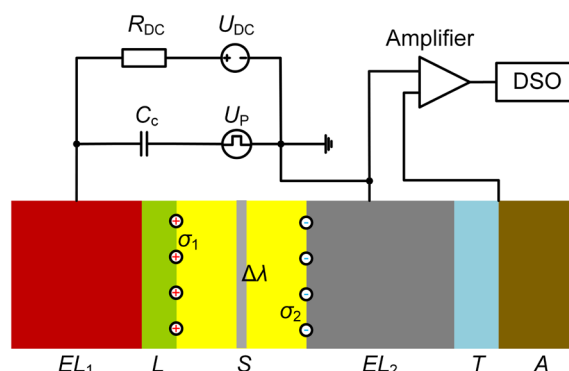 R_DC U_DC
Amplifier
DSO
C_c U_P
+ -
σ₁
Δλ
σ₂
EL₁ L S EL₂ T A